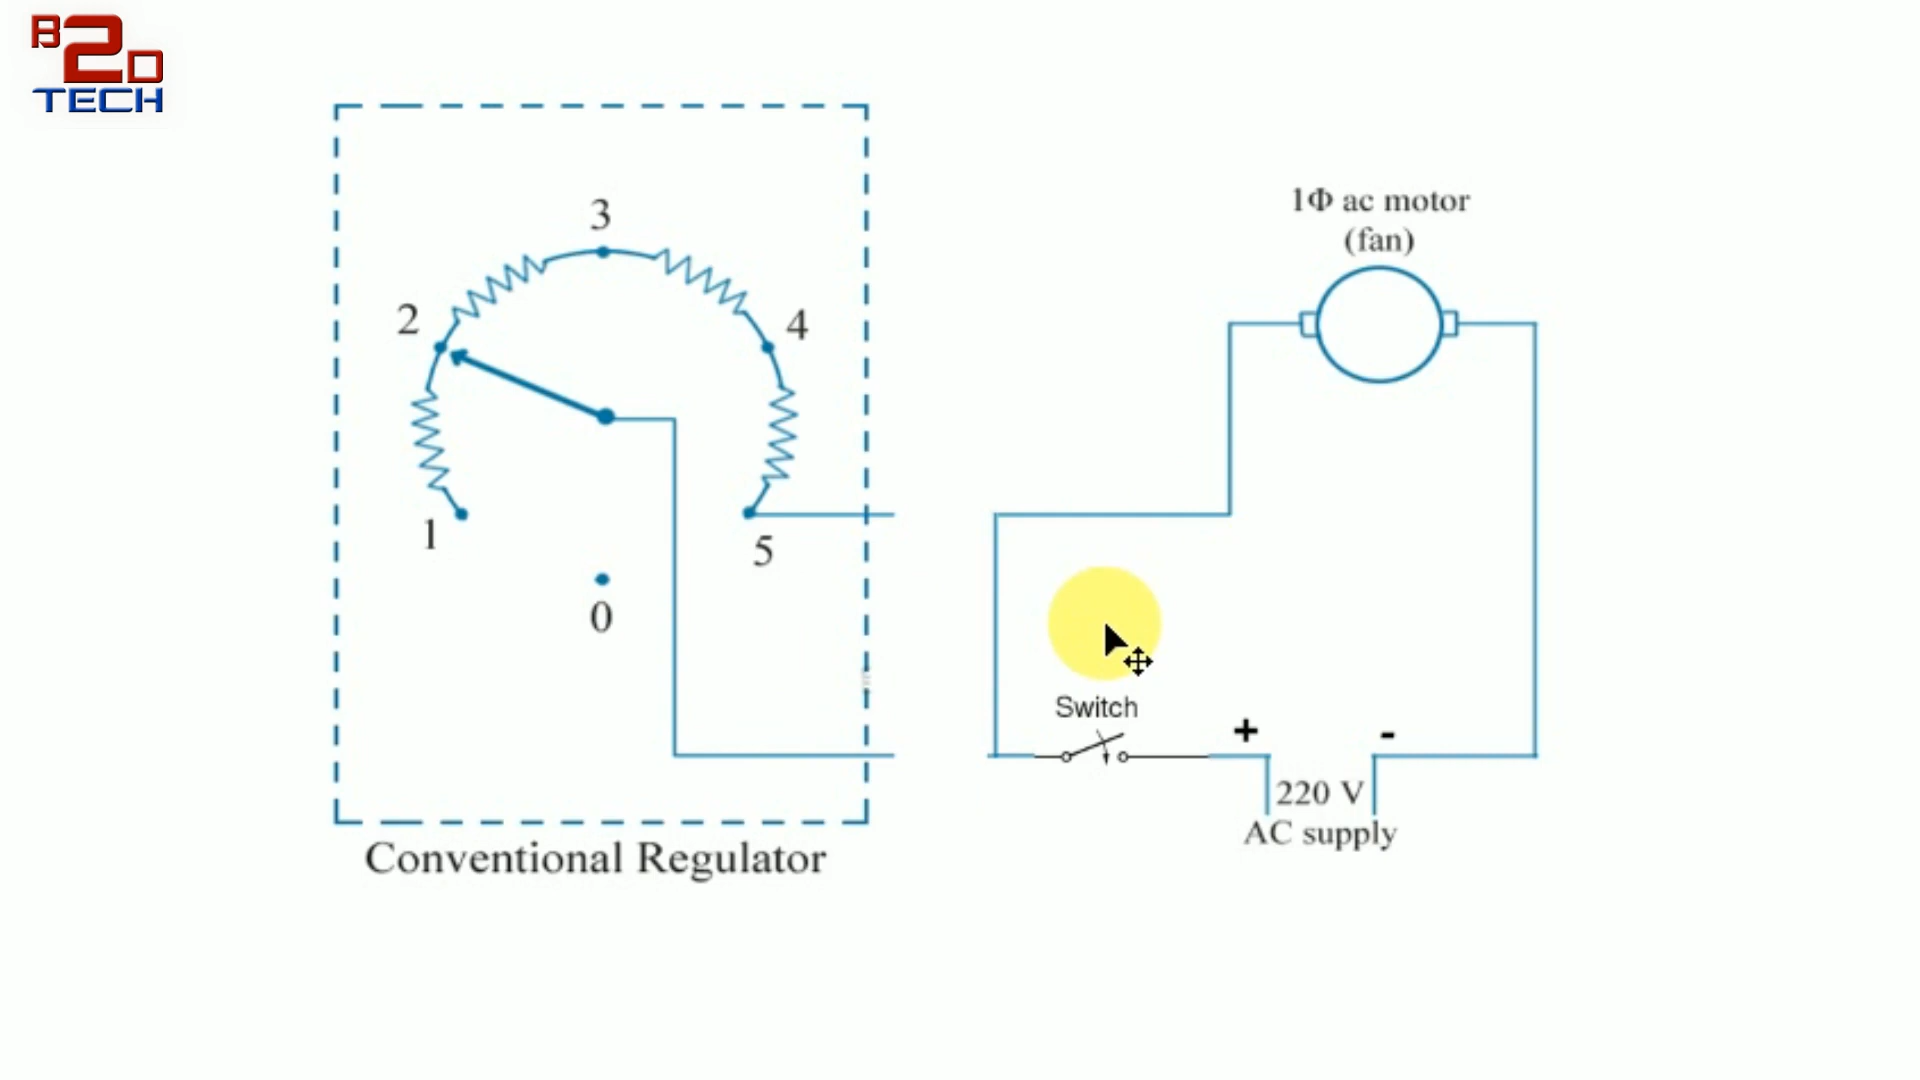 B2D
TECH
1Φ ac motor
(fan)
3
2
4
1
5
0
Switch
+
-
220 V
AC supply
Conventional Regulator